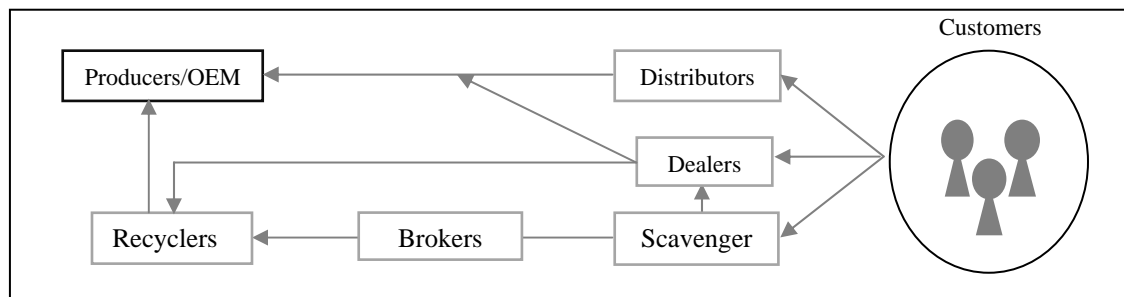 Customers
Producers/OEM
Distributors
Dealers
Recyclers
Brokers
Scavenger